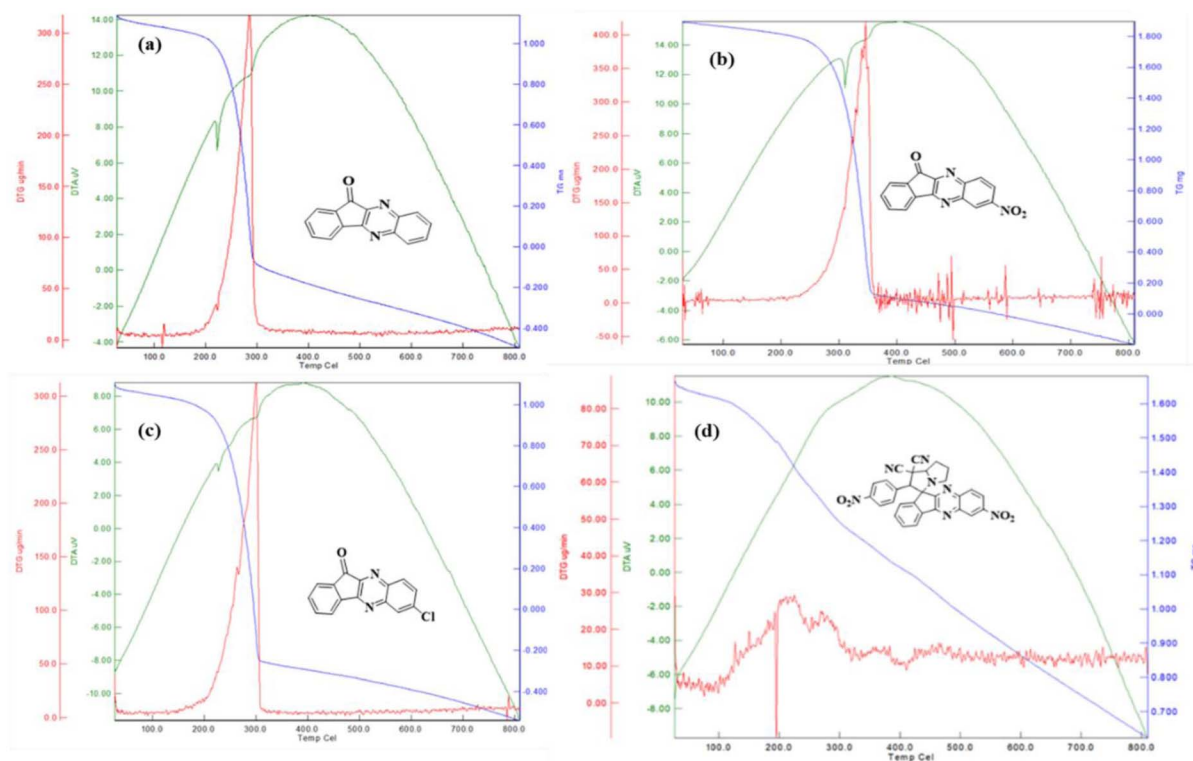 (a)
DTG ug/min
300.0
250.0
200.0
150.0
100.0
50.0
0.0
DTA uV
14.00
12.00
10.00
8.00
6.00
4.00
2.00
0.00
-2.00
-4.00
O
N
N
TG mg
1.000
0.800
0.600
0.400
0.200
0.000
-0.200
-0.400
100.0 200.0 300.0 400.0 500.0 600.0 700.0 800.0
Temp Cel
(b)
DTG ug/min
400.0
350.0
300.0
250.0
200.0
150.0
100.0
50.0
0.0
-50.0
DTA uV
14.00
12.00
10.00
8.00
6.00
4.00
2.00
0.00
-2.00
-4.00
-6.00
O
N
N
NO2
TG mg
1.800
1.600
1.400
1.200
1.000
0.800
0.600
0.400
0.200
0.000
100.0 200.0 300.0 400.0 500.0 600.0 700.0 800.0
Temp Cel
(c)
DTG ug/min
300.0
250.0
200.0
150.0
100.0
50.0
0.0
DTA uV
8.00
6.00
4.00
2.00
0.00
-2.00
-4.00
-6.00
-8.00
-10.00
O
N
N
Cl
TG mg
1.000
0.800
0.600
0.400
0.200
0.000
-0.200
-0.400
100.0 200.0 300.0 400.0 500.0 600.0 700.0 800.0
Temp Cel
(d)
DTG ug/min
80.00
70.00
60.00
50.00
40.00
30.00
20.00
10.00
0.00
DTA uV
10.00
8.00
6.00
4.00
2.00
0.00
-2.00
-4.00
-6.00
-8.00
CN
NC
N
N
O2N
N
NO2
1.600
1.500
1.400
1.300
1.200
1.100
1.000
0.900
0.800
0.700
100.0 200.0 300.0 400.0 500.0 600.0 700.0 800.0
Temp Cel